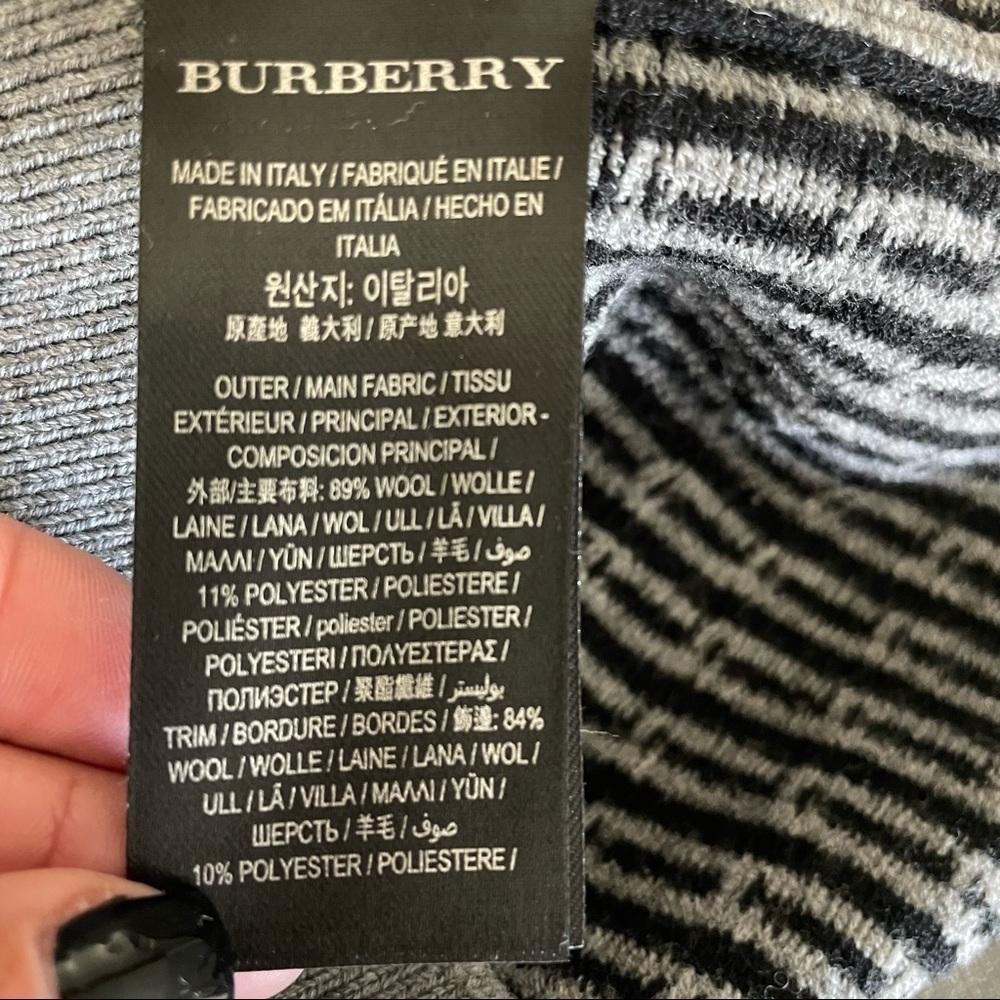 BURBERRY
MADE IN ITALY / FABRIQUÉ EN ITALIE /
FABRICADO EM ITÁLIA / HECHO EN
ITALIA
원산지: 이탈리아
原產地 義大利 / 原产地 意大利
OUTER / MAIN FABRIC / TISSU
EXTÉRIEUR / PRINCIPAL / EXTERIOR -
COMPOSICION PRINCIPAL /
外部/主要布料: 89% WOOL / WOLLE /
LAINE / LANA / WOL / ULL / LÃ / VILLA /
ΜΑΛΛΙ / YÜN / ШЕРСТЬ / 羊毛 / صوف
11% POLYESTER / POLIESTERE /
POLIÉSTER / poliester / POLIESTER /
POLYESTERI / ΠΟΛΥΕΣΤΕΡΑΣ /
ПОЛИЭСТЕР / 聚酯纖維 / بوليستر
TRIM / BORDURE / BORDES / 飾邊: 84%
WOOL / WOLLE / LAINE / LANA / WOL /
ULL / LÃ / VILLA / ΜΑΛΛΙ / YÜN /
ШЕРСТЬ / 羊毛 / صوف
10% POLYESTER / POLIESTERE /